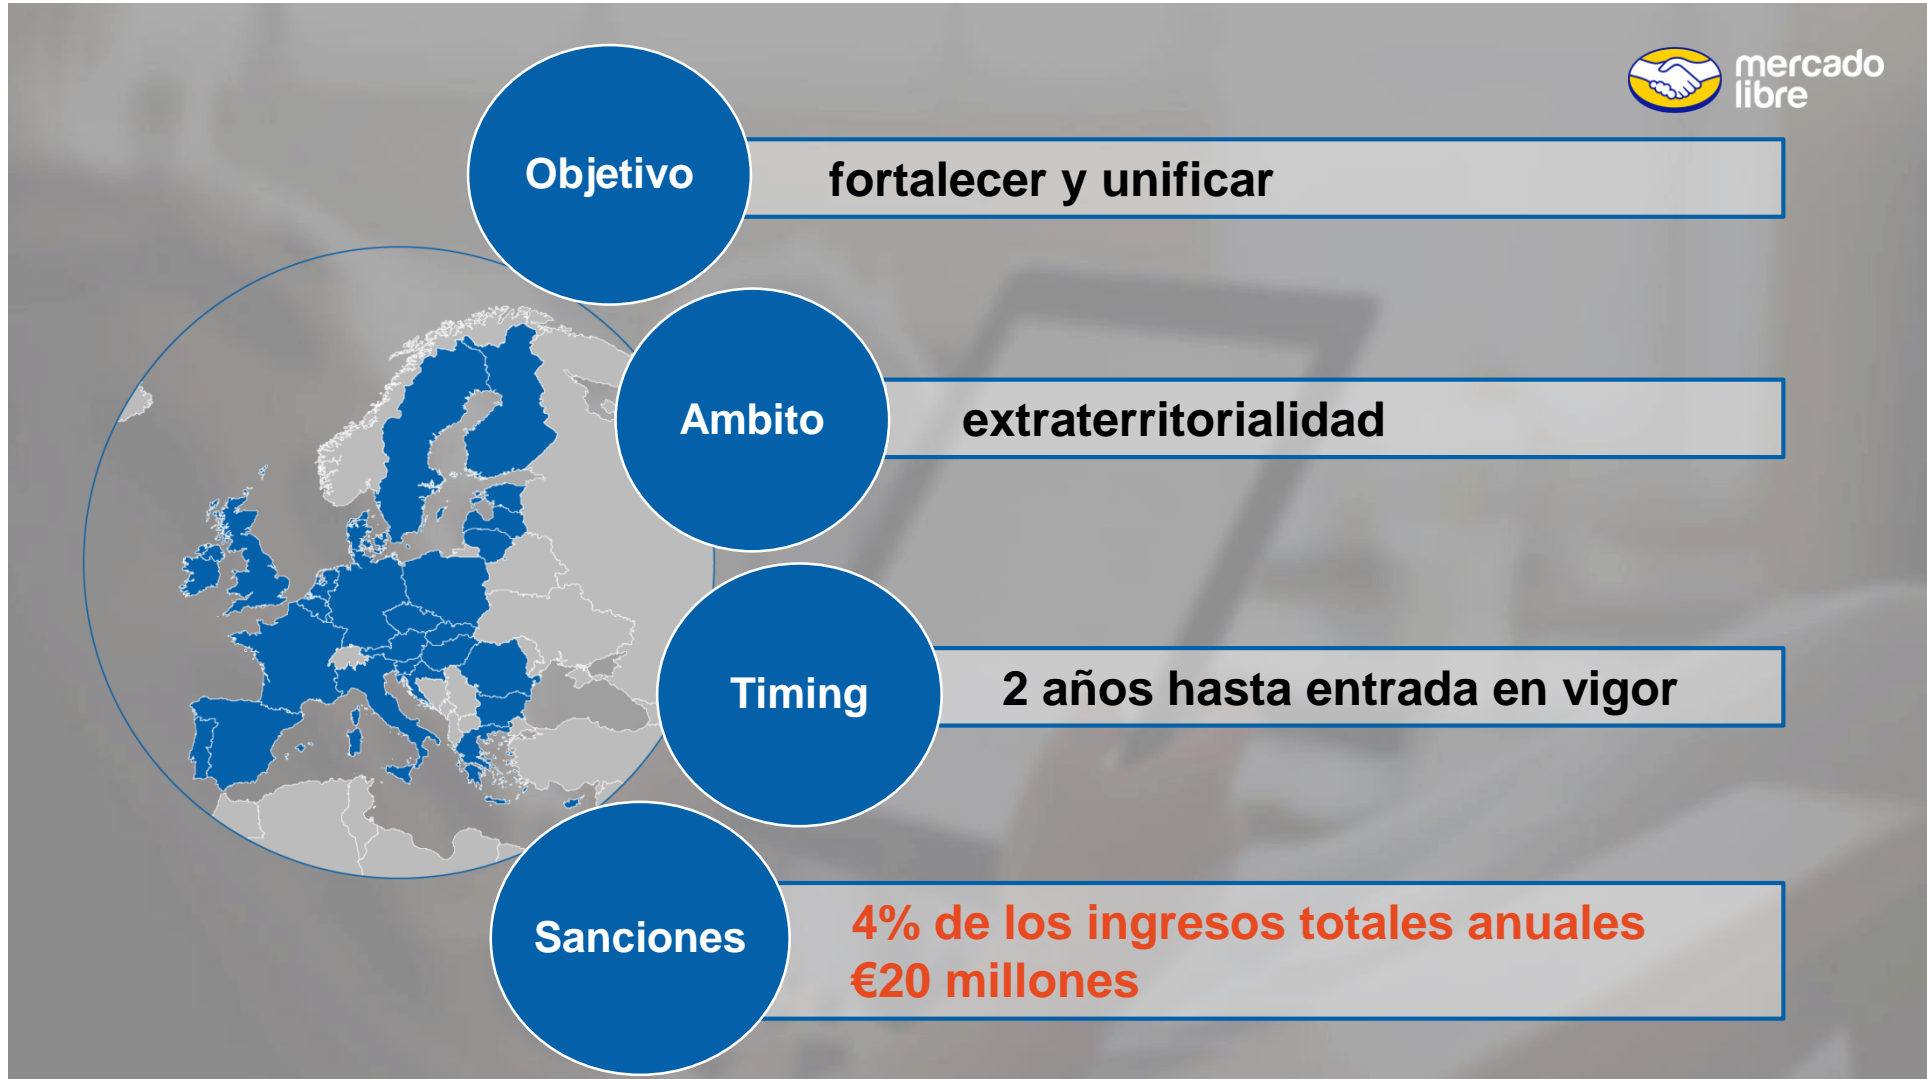 mercado
libre
Objetivo
fortalecer y unificar
Ambito
extraterritorialidad
Timing
2 años hasta entrada en vigor
Sanciones
4% de los ingresos totales anuales
€20 millones